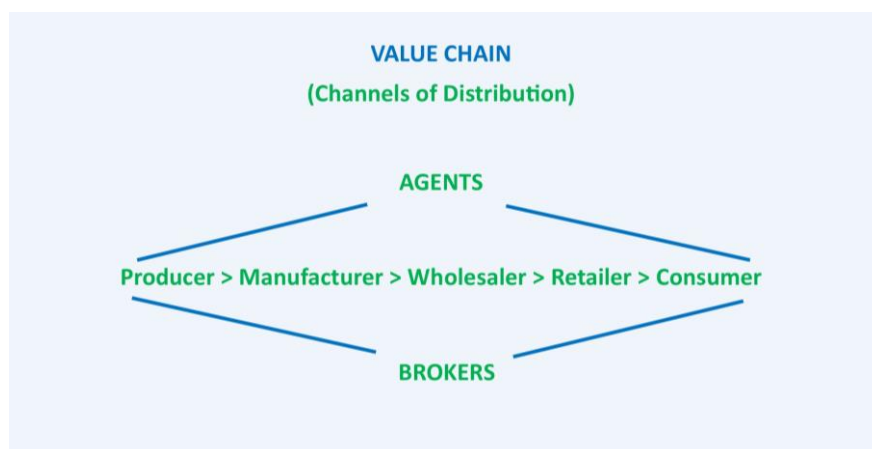 VALUE CHAIN
(Channels of Distribution)
AGENTS
Producer > Manufacturer > Wholesaler > Retailer > Consumer
BROKERS